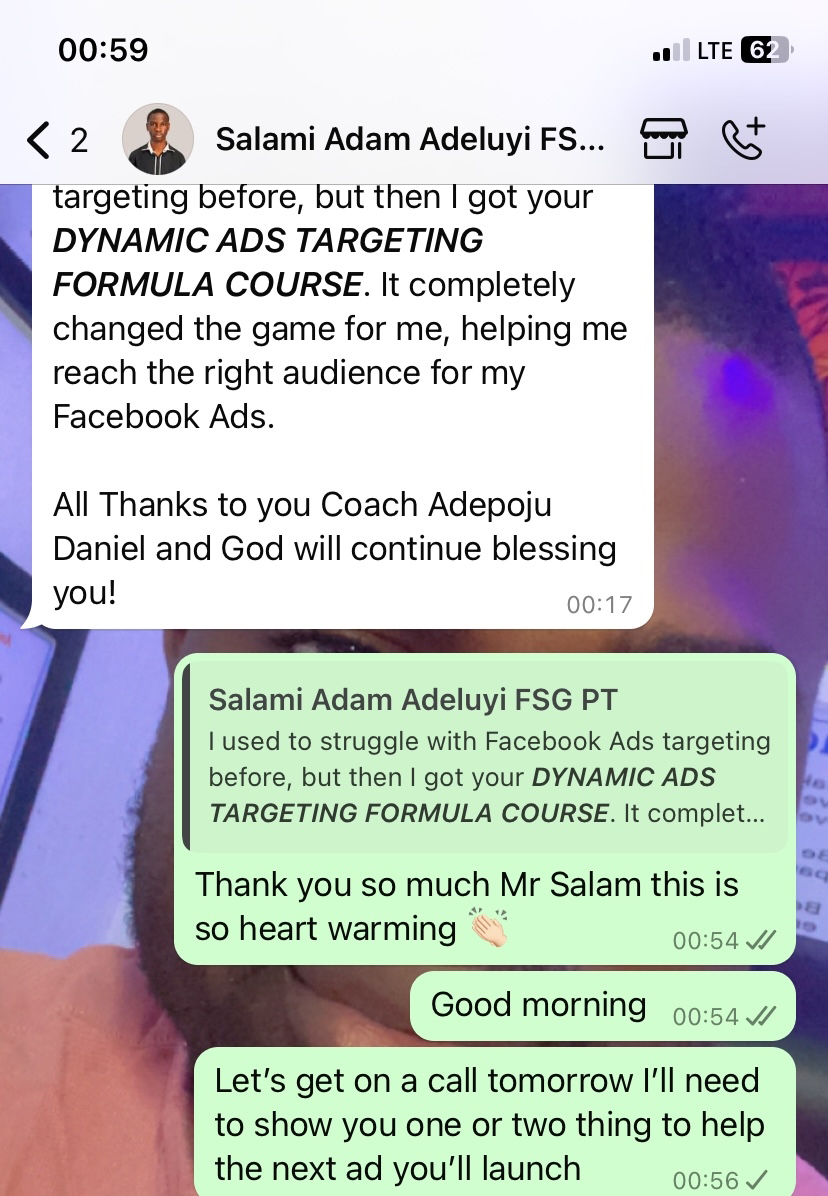 00:59
LTE 62
2 Salami Adam Adeluyi FS...
targeting before, but then I got your
DYNAMIC ADS TARGETING
FORMULA COURSE. It completely
changed the game for me, helping me
reach the right audience for my
Facebook Ads.
All Thanks to you Coach Adepoju
Daniel and God will continue blessing
you!
00:17
Salami Adam Adeluyi FSG PT
I used to struggle with Facebook Ads targeting
before, but then I got your DYNAMIC ADS
TARGETING FORMULA COURSE. It complet...
Thank you so much Mr Salam this is
so heart warming 👏🏻
00:54
Good morning 00:54
Let’s get on a call tomorrow I’ll need
to show you one or two thing to help
the next ad you’ll launch 00:56